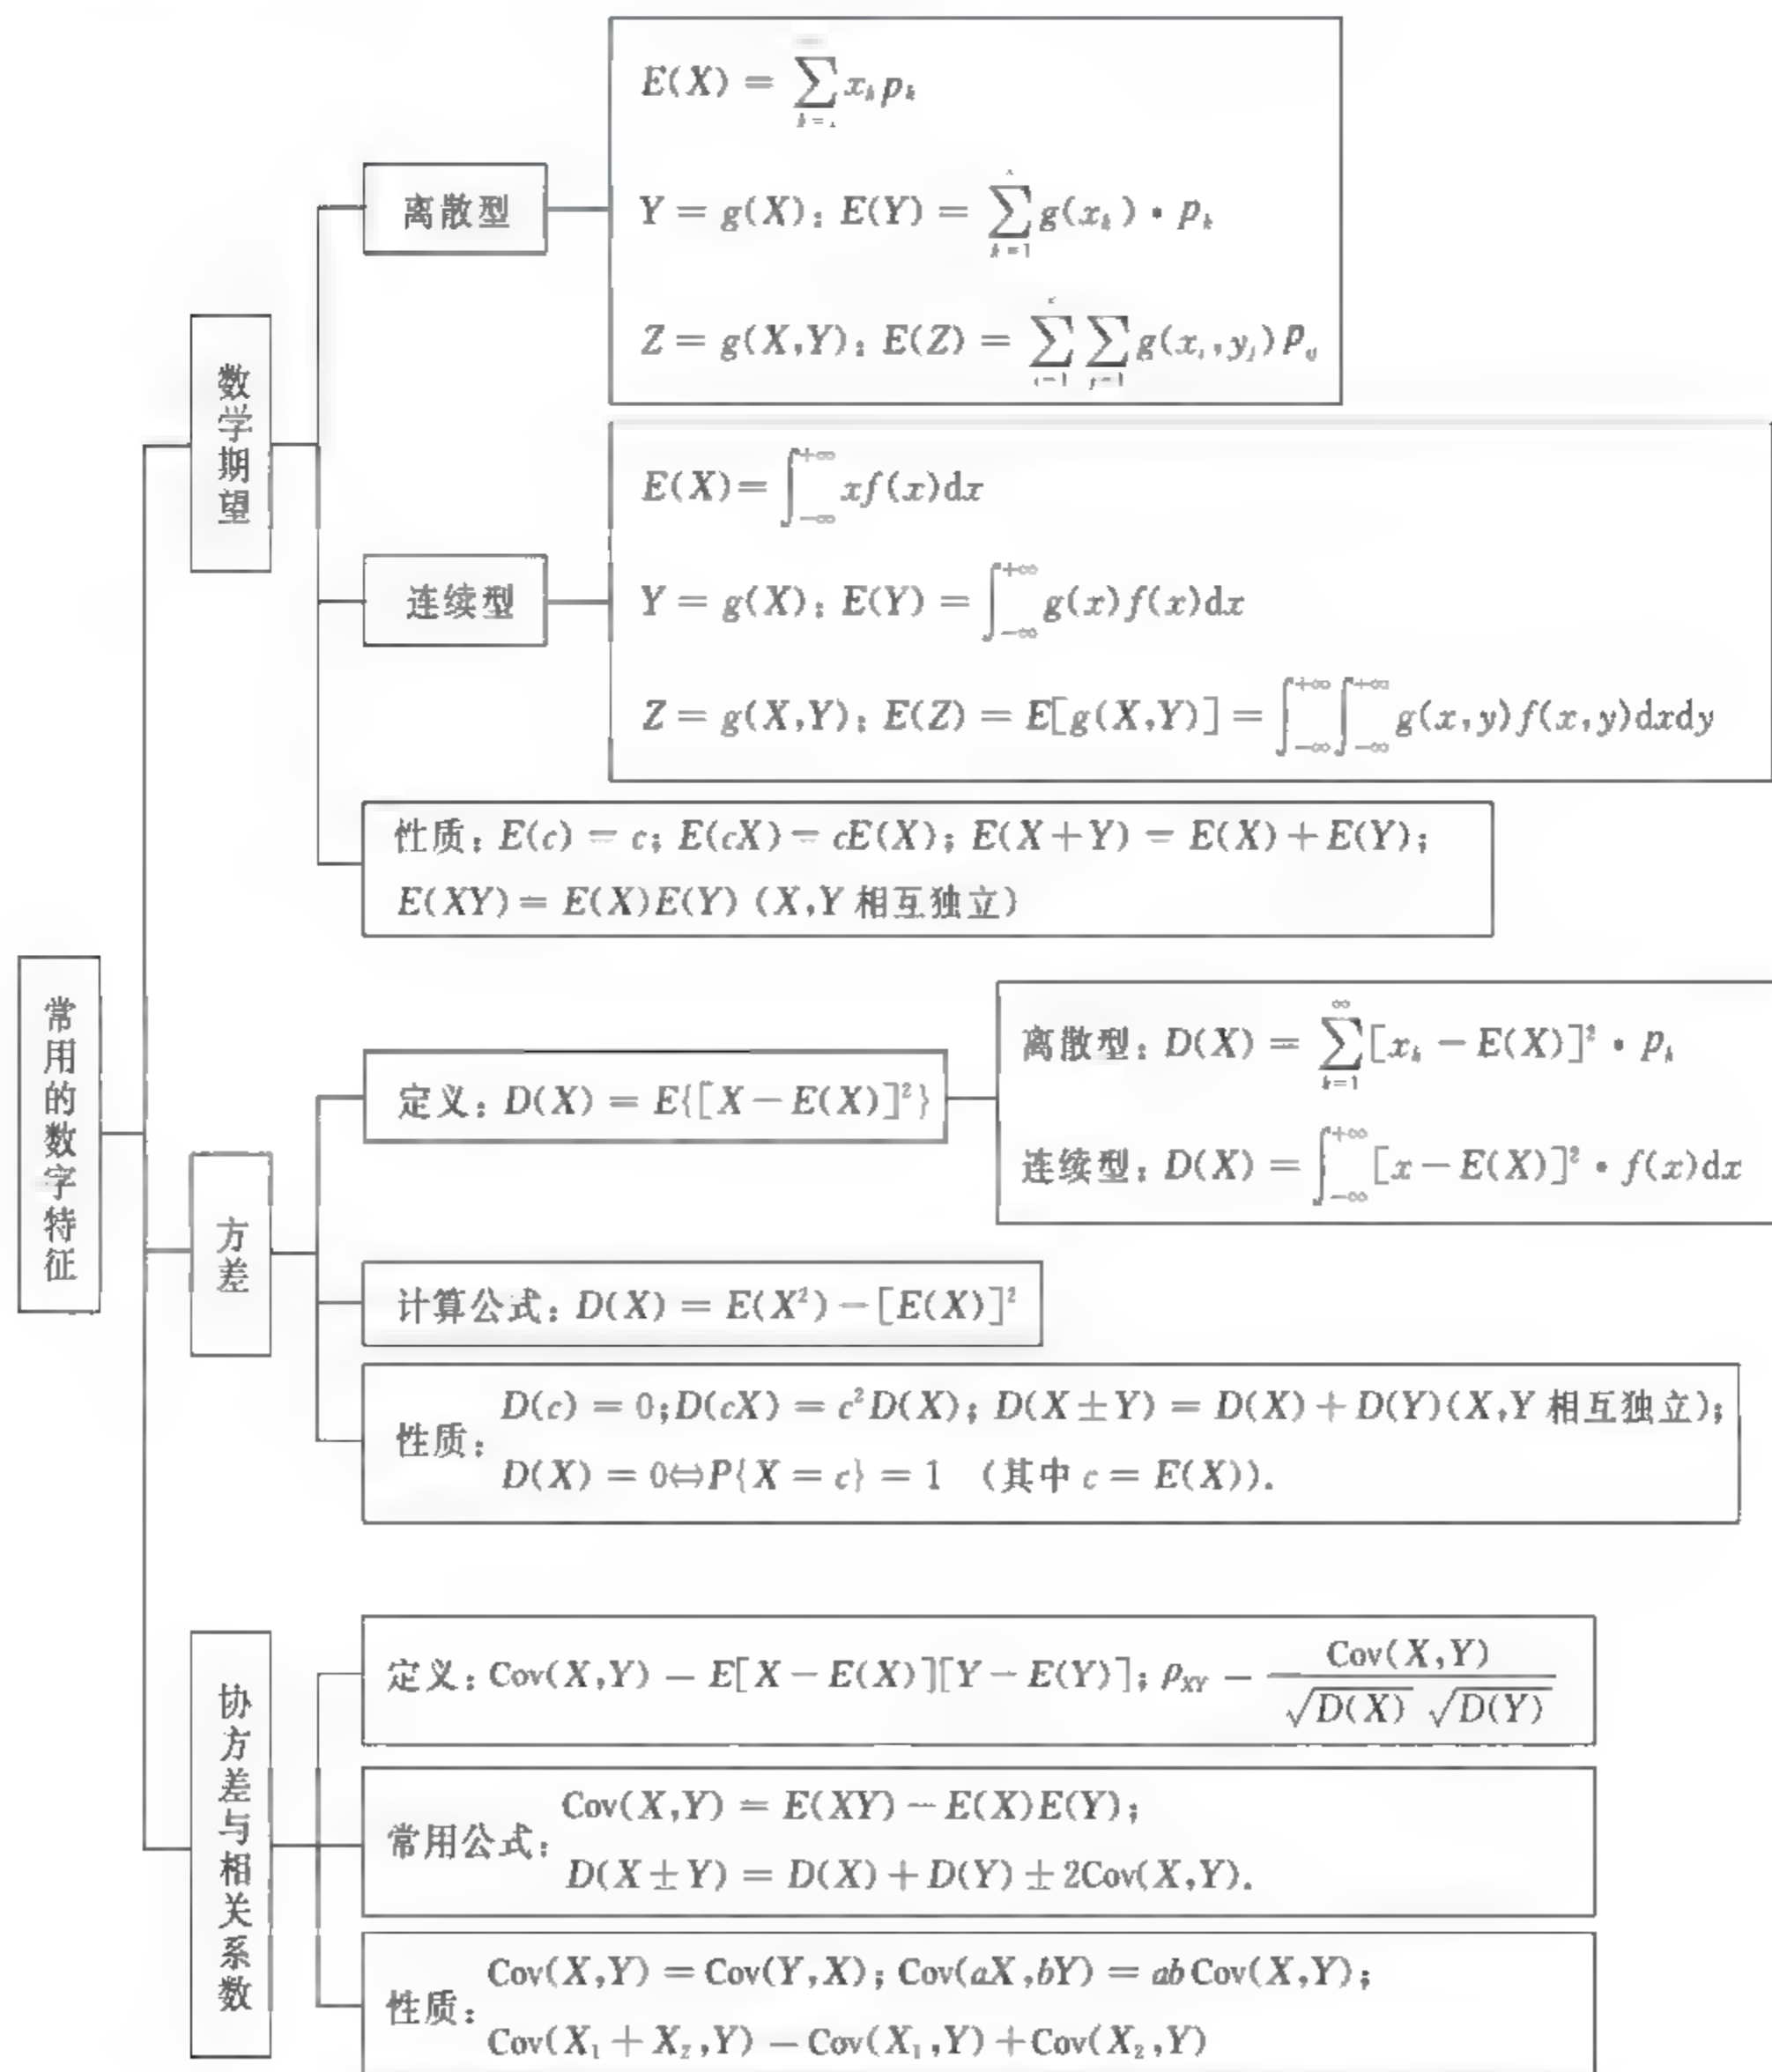 常用的数字特征
数学期望
离散型
E(X) = ∑ x_k p_k
Y = g(X); E(Y) = ∑_{k=1} g(x_k) • p_k
Z = g(X,Y); E(Z) = ∑∑ g(x_i, y_j) p_{ij}
连续型
E(X) = ∫_{-∞}^{+∞} x f(x)dx
Y = g(X); E(Y) = ∫_{-∞}^{+∞} g(x) f(x)dx
Z = g(X,Y); E(Z) = E[g(X,Y)] = ∫_{-∞}^{+∞} ∫_{-∞}^{+∞} g(x,y) f(x,y)dxdy
性质: E(c) = c; E(cX) = cE(X); E(X+Y) = E(X)+E(Y);
E(XY) = E(X)E(Y) (X,Y 相互独立)
方差
定义: D(X) = E{[X−E(X)]²}
离散型: D(X) = ∑_{k=1}^{∞} [x_k − E(X)]² • p_k
连续型: D(X) = ∫_{-∞}^{+∞} [x−E(X)]² • f(x)dx
计算公式: D(X) = E(X²)−[E(X)]²
性质: D(c) = 0; D(cX) = c²D(X); D(X±Y) = D(X)+D(Y)(X,Y 相互独立);
D(X) = 0⇔P{X = c} = 1 (其中 c = E(X)).
协方差与相关系数
定义: Cov(X,Y) − E[X−E(X)][Y−E(Y)]; ρ_{XY} − Cov(X,Y) / √D(X) √D(Y)
常用公式: Cov(X,Y) = E(XY)−E(X)E(Y);
D(X±Y) = D(X)+D(Y)±2Cov(X,Y).
性质: Cov(X,Y) = Cov(Y,X); Cov(aX,bY) = abCov(X,Y);
Cov(X₁+X₂,Y) − Cov(X₁,Y)+Cov(X₂,Y)